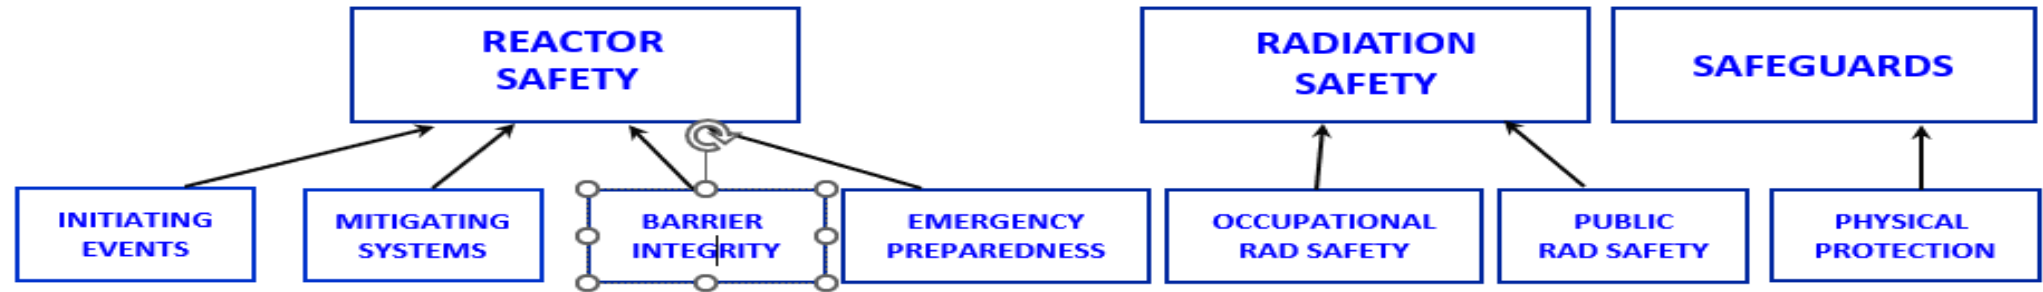 REACTOR
SAFETY
RADIATION
SAFETY
SAFEGUARDS
INITIATING
EVENTS
MITIGATING
SYSTEMS
BARRIER
INTEGRITY
EMERGENCY
PREPAREDNESS
OCCUPATIONAL
RAD SAFETY
PUBLIC
RAD SAFETY
PHYSICAL
PROTECTION